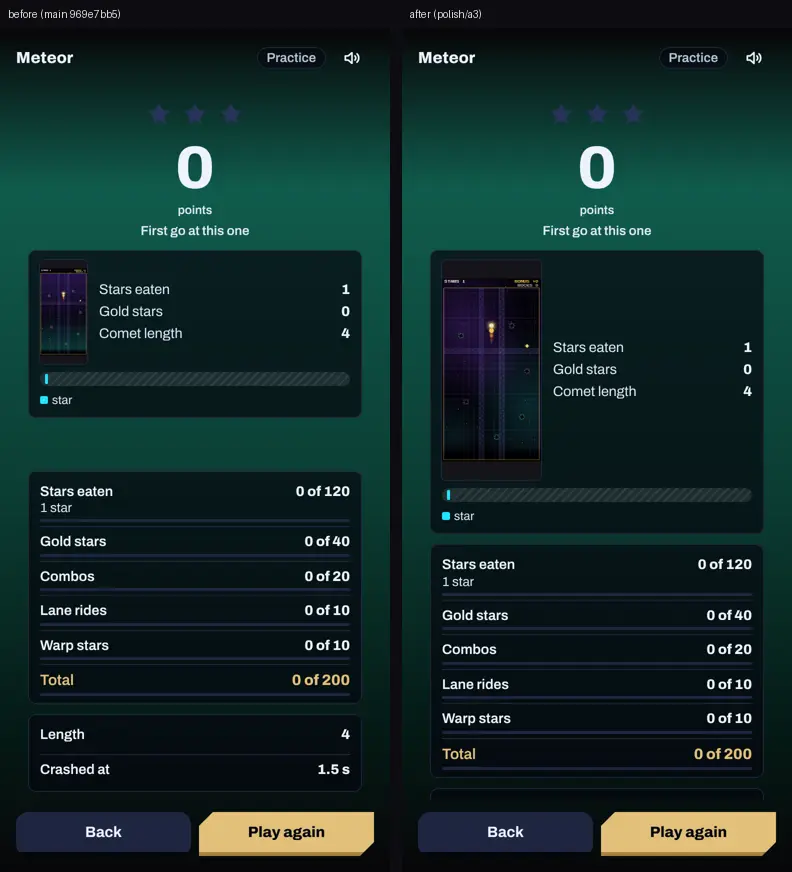 before (main 969e7bb5)
Meteor
Practice
0
points
First go at this one
Stars eaten 1
Gold stars 0
Comet length 4
star
Stars eaten 0 of 120
1 star
Gold stars 0 of 40
Combos 0 of 20
Lane rides 0 of 10
Warp stars 0 of 10
Total 0 of 200
Length 4
Crashed at 1.5 s
Back
Play again
after (polish/a3)
Meteor
Practice
0
points
First go at this one
STARS 1
Stars eaten 1
Gold stars 0
Comet length 4
star
Stars eaten 0 of 120
1 star
Gold stars 0 of 40
Combos 0 of 20
Lane rides 0 of 10
Warp stars 0 of 10
Total 0 of 200
Back
Play again